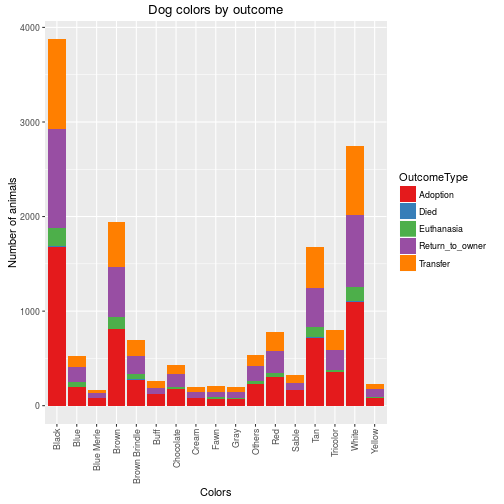 Dog colors by outcome
4000
3000
2000
1000
0
Number of animals
Black
Blue
Blue Merle
Brown
Brown Brindle
Buff
Chocolate
Cream
Fawn
Gray
Others
Red
Sable
Tan
Tricolor
White
Yellow
Colors
OutcomeType
Adoption
Died
Euthanasia
Return_to_owner
Transfer